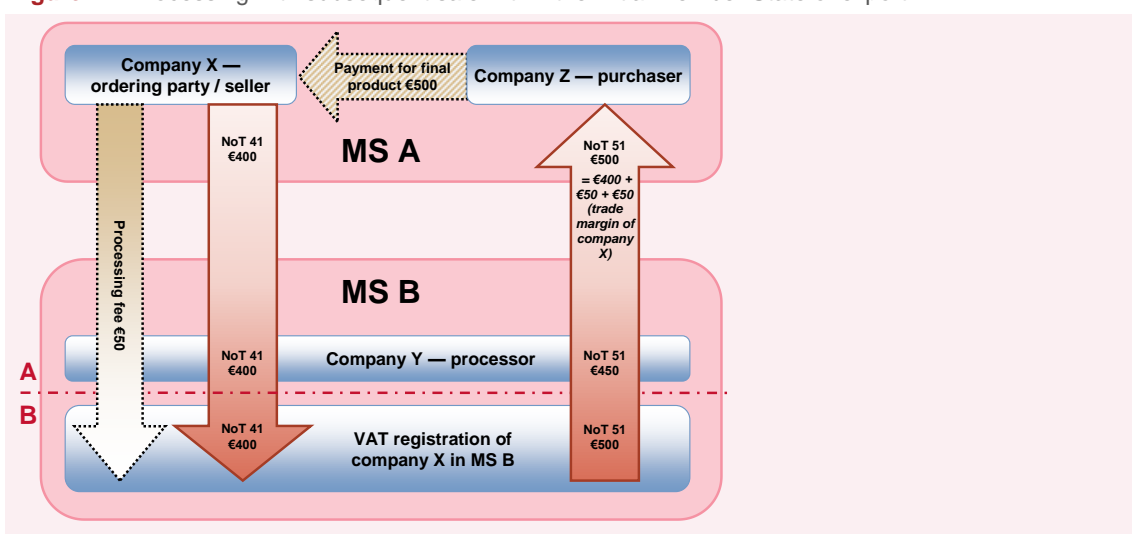 Company X —
ordering party / seller
Payment for final
product €500
Company Z — purchaser
NoT 41
€400
MS A
NoT 51
€500
= €400 +
€50 + €50
(trade
margin of
company
X)
Processing fee €50
MS B
NoT 41
€400
Company Y — processor
NoT 51
€450
A
B
NoT 41
€400
VAT registration of
company X in MS B
NoT 51
€500